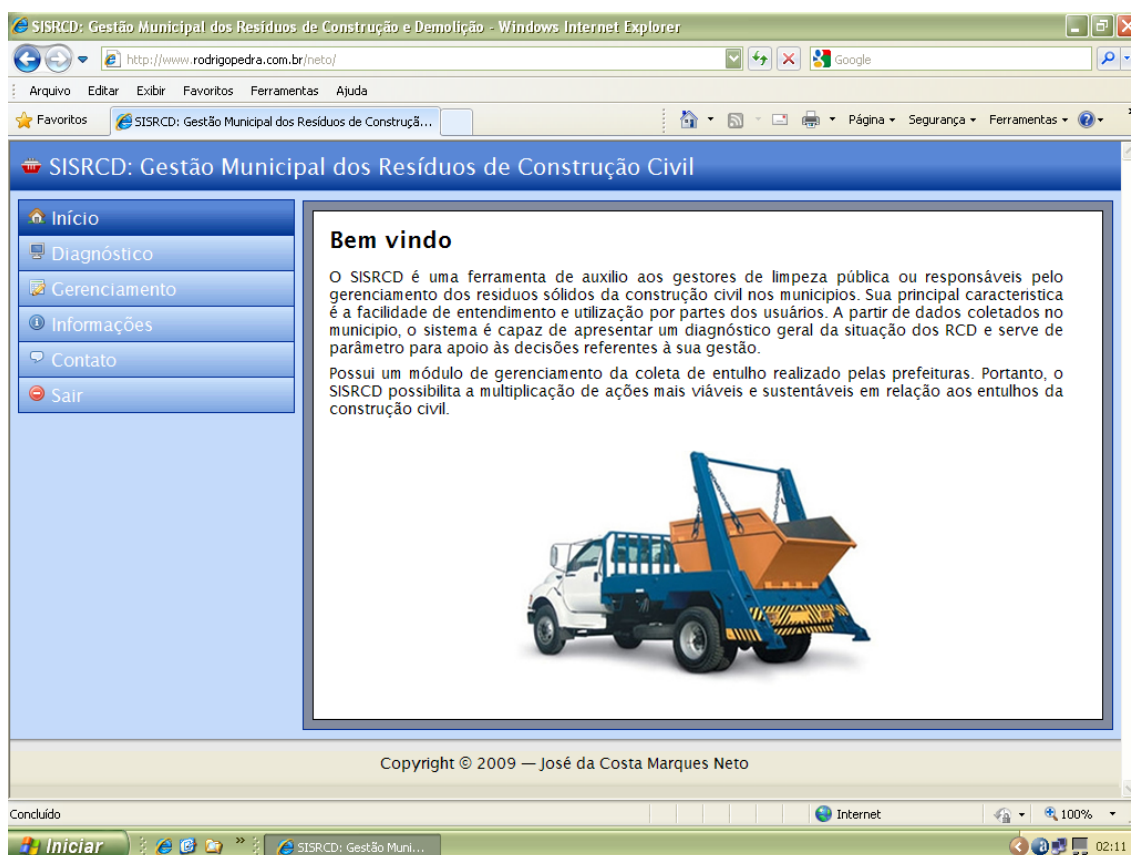 SISRCD: Gestão Municipal dos Resíduos de Construção e Demolição - Windows Internet Explorer
http://www.rodrigopedra.com.br/neto/
Google
Arquivo Editar Exibir Favoritos Ferramentas Ajuda
Favoritos
SISRCD: Gestão Municipal dos Resíduos de Construçã...
Página
Segurança
Ferramentas
SISRCD: Gestão Municipal dos Resíduos de Construção Civil
Início
Diagnóstico
Gerenciamento
Informações
Contato
Sair
Bem vindo
O SISRCD é uma ferramenta de auxilio aos gestores de limpeza pública ou responsáveis pelo
gerenciamento dos residuos sólidos da construção civil nos municipios. Sua principal caracteristica
é a facilidade de entendimento e utilização por partes dos usuários. A partir de dados coletados no
municipio, o sistema é capaz de apresentar um diagnóstico geral da situação dos RCD e serve de
parâmetro para apoio às decisões referentes à sua gestão.
Possui um módulo de gerenciamento da coleta de entulho realizado pelas prefeituras. Portanto, o
SISRCD possibilita a multiplicação de ações mais viáveis e sustentáveis em relação aos entulhos da
construção civil.
Copyright © 2009 — José da Costa Marques Neto
Concluído
Internet
100%
Iniciar
SISRCD: Gestão Muni...
02:11